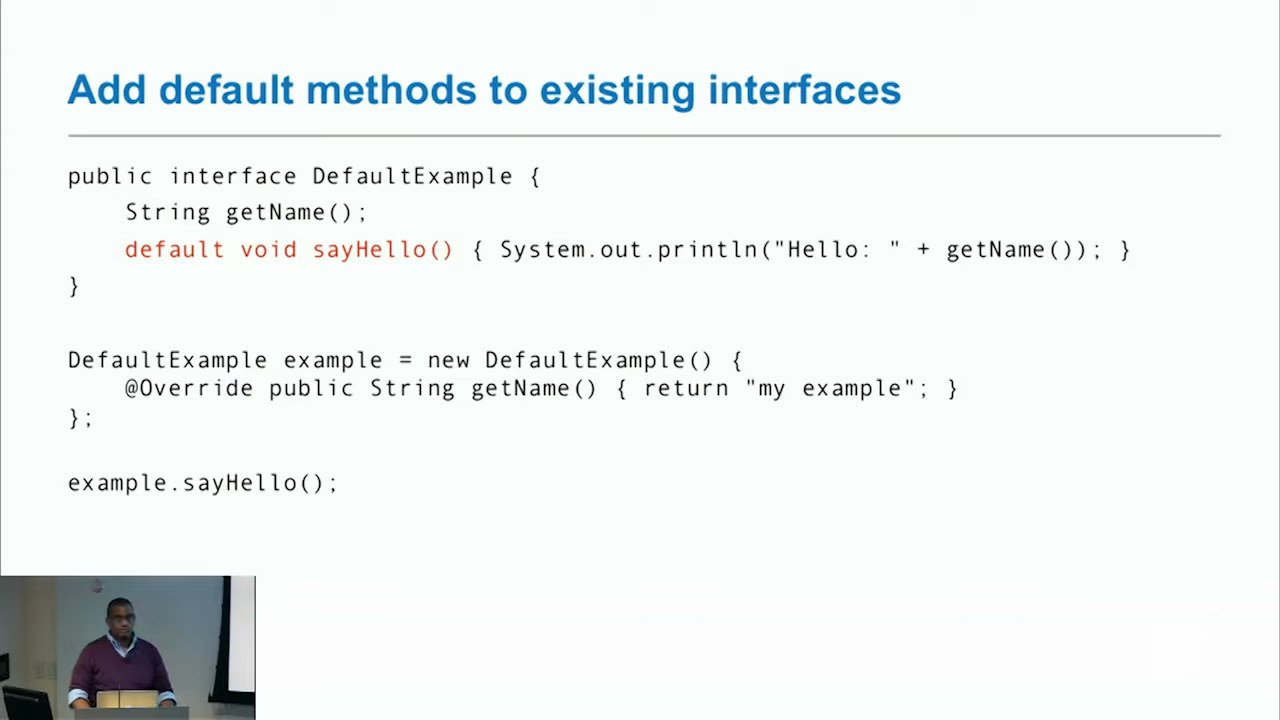 Add default methods to existing interfaces
public interface DefaultExample {
String getName();
default void sayHello() { System.out.println("Hello: " + getName()); }
}
DefaultExample example = new DefaultExample() {
@Override public String getName() { return "my example"; }
};
example.sayHello();